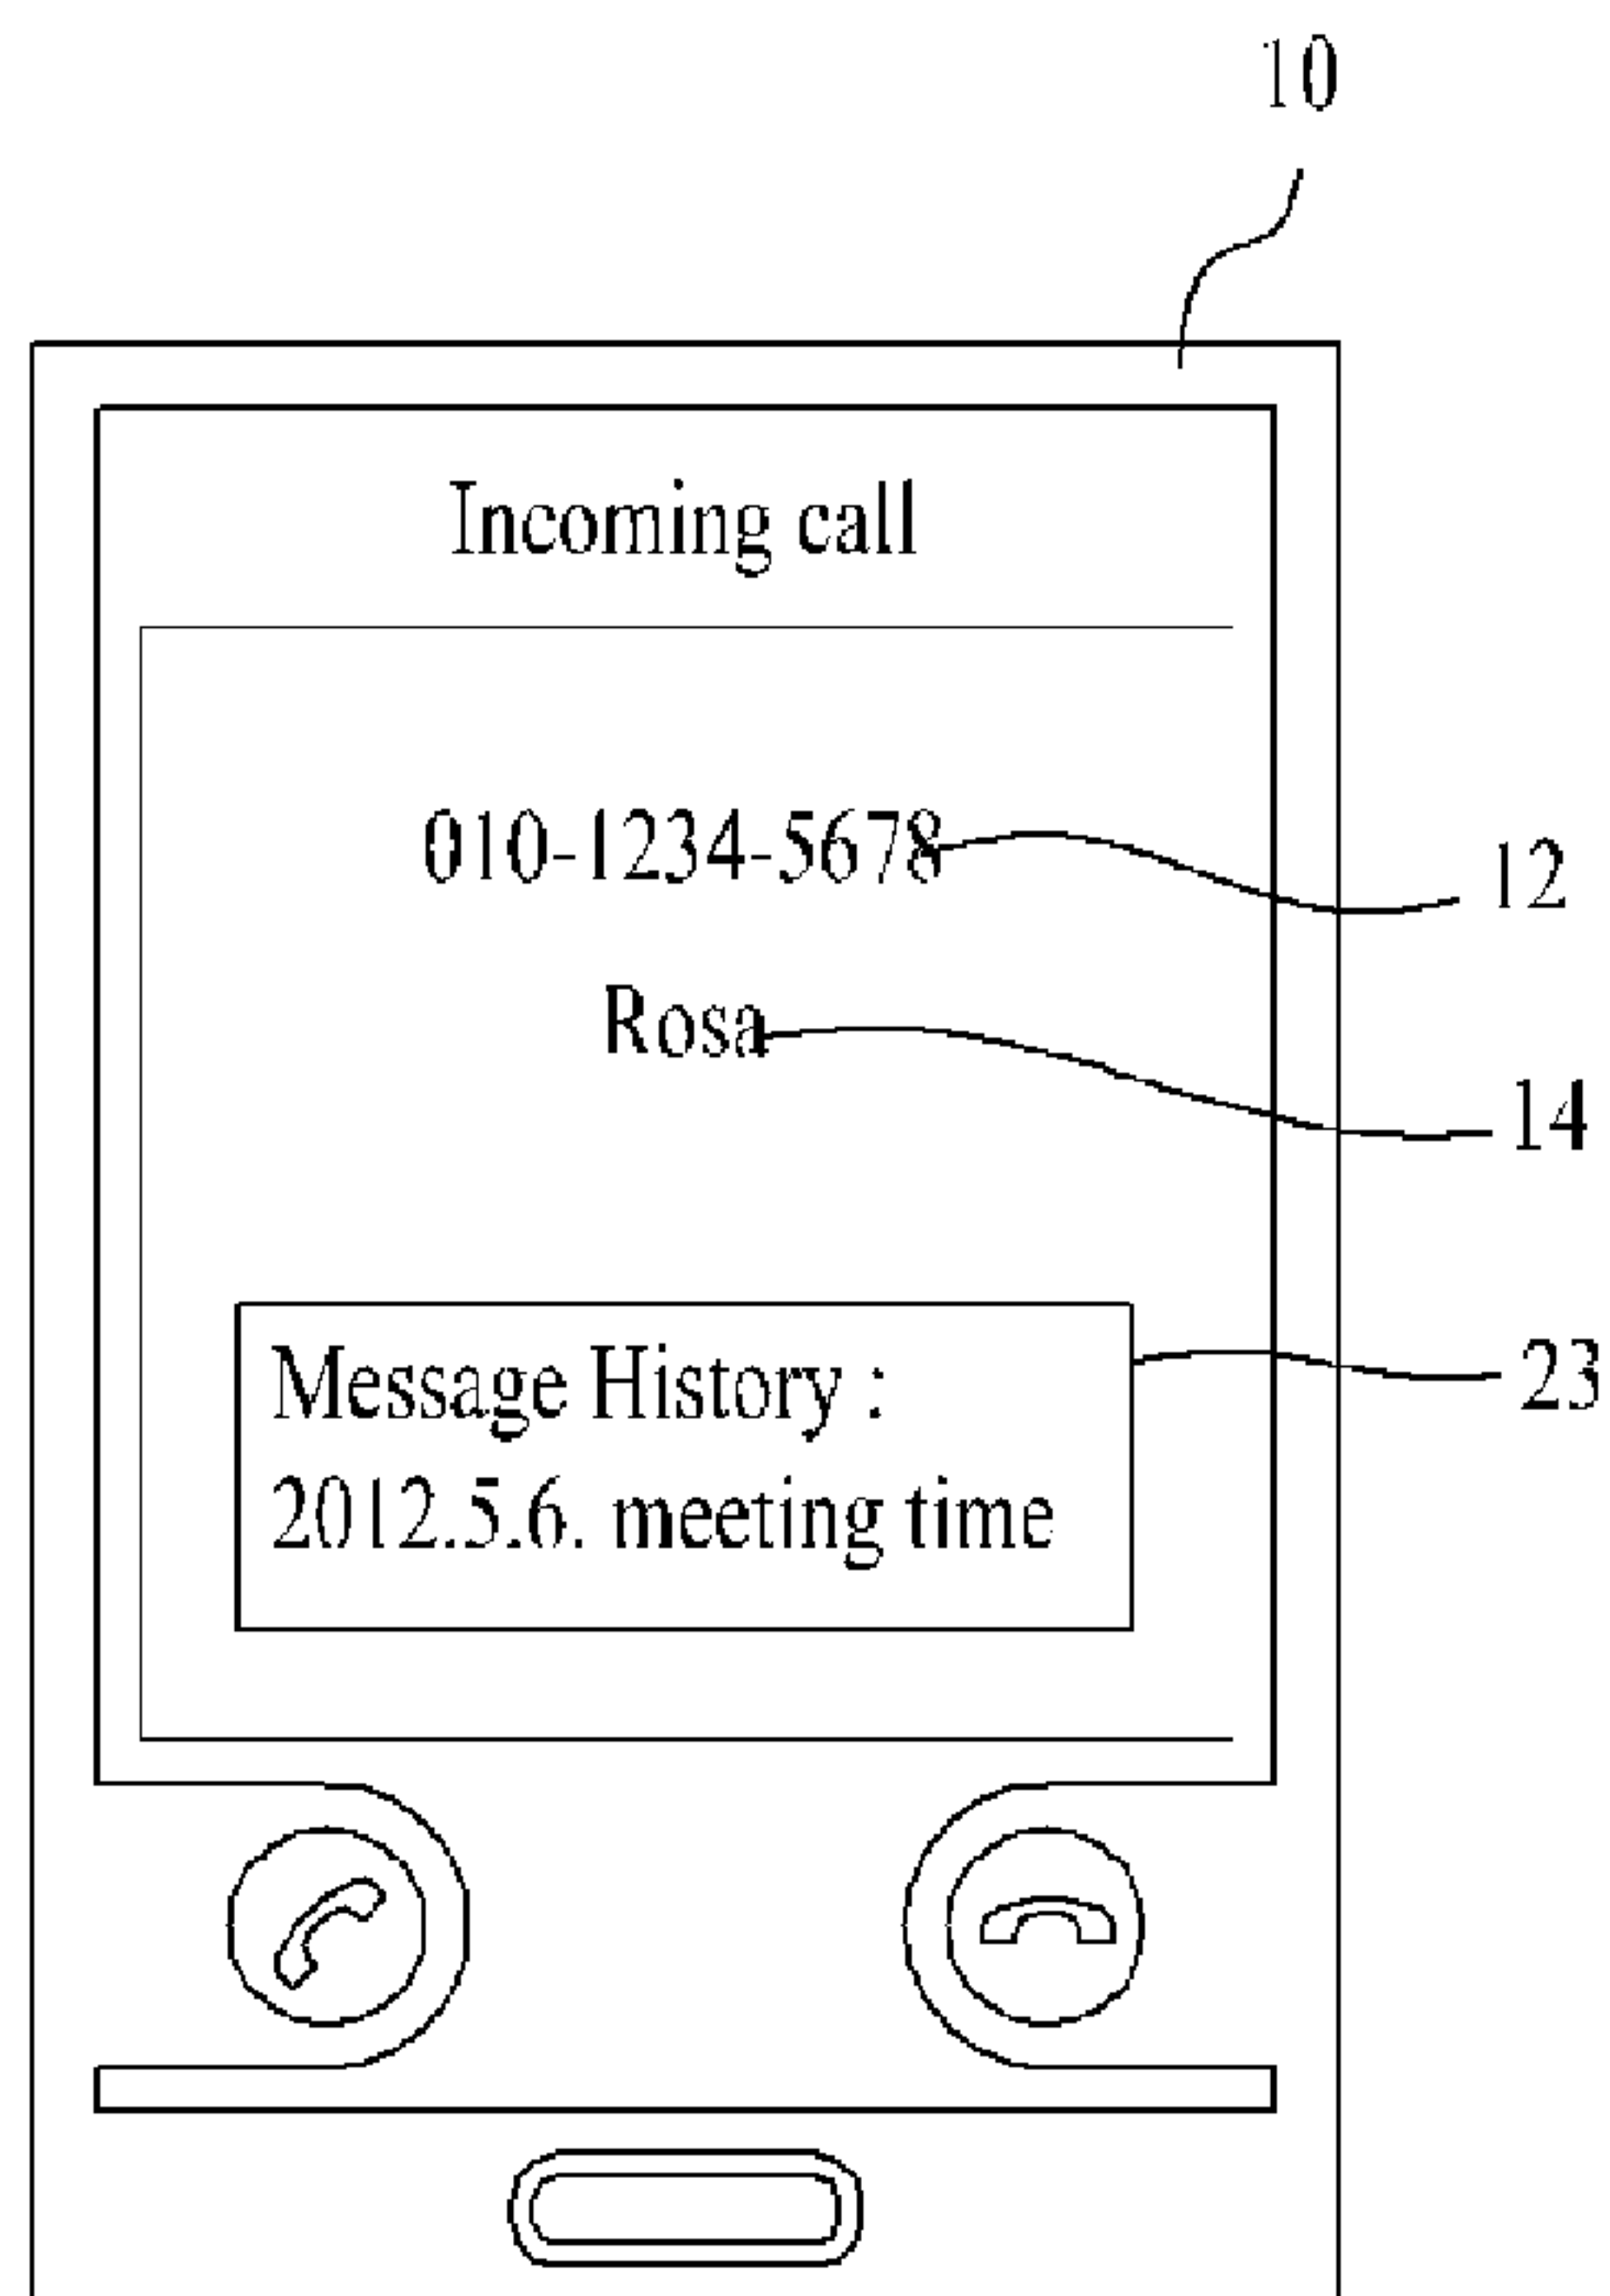 10
Incoming call
010-1234-5678
12
Rosa
14
Message History :
23
2012.5.6. meeting time